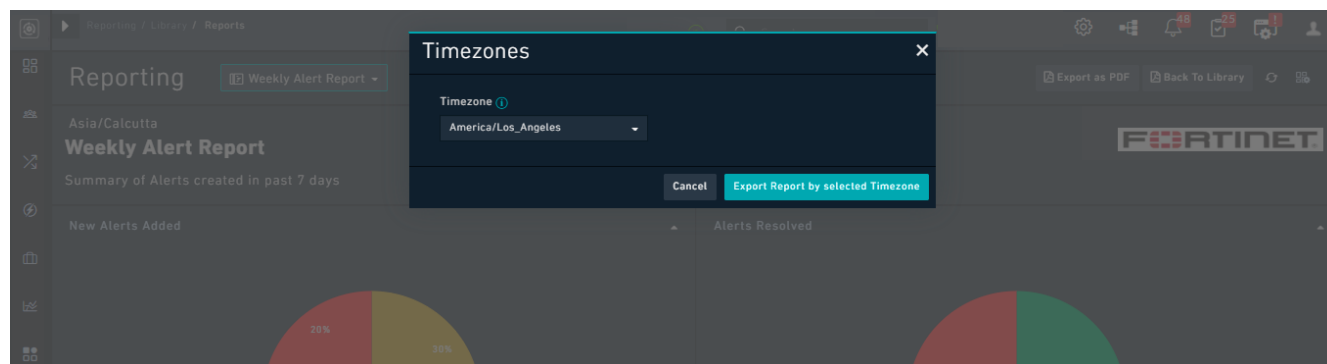 Reporting / Library / Reports
48 25 !
Timezones
Reporting
Weekly Alert Report
Export as PDF
Back To Library
Timezone
America/Los_Angeles
Asia/Calcutta
Weekly Alert Report
FORTINET
Summary of Alerts created in past 7 days
Cancel
Export Report by selected Timezone
New Alerts Added
Alerts Resolved
20%